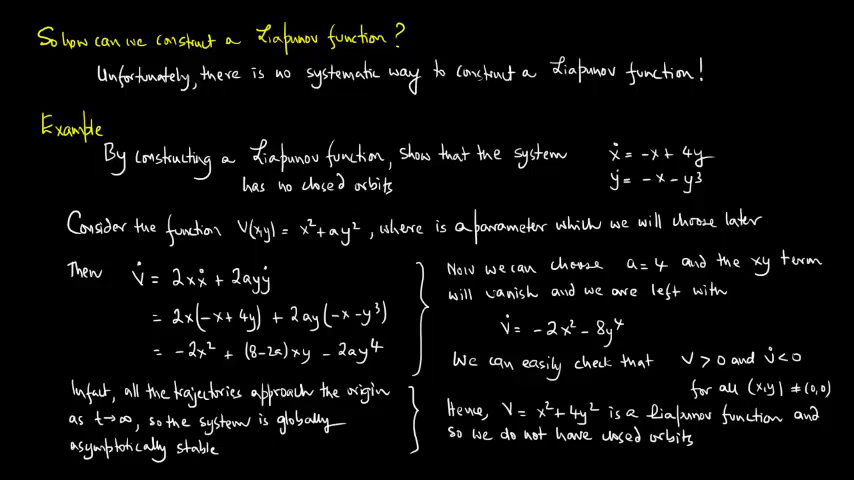 So how can we construct a Liapunov function?
Unfortunately, there is no systematic way to construct a Liapunov function!
Example
By constructing a Liapunov function, show that the system ẋ = -x + 4y
has no closed orbits ẏ = -x - y³
Consider the function V(x,y) = x² + ay², where is a parameter which we will choose later
Then V̇ = 2xẋ + 2ayẏ
= 2x(-x + 4y) + 2ay(-x - y³)
= -2x² + (8-2a)xy - 2ay⁴
Infact, all the trajectories approach the origin
as t→∞, so the system is globally
asymptotically stable
Now we can choose a = 4 and the xy term
will vanish and we are left with
V̇ = -2x² - 8y⁴
We can easily check that V > 0 and V̇ < 0
for all (x,y) ≠ (0,0)
Hence, V = x² + 4y² is a Liapunov function and
so we do not have closed orbits